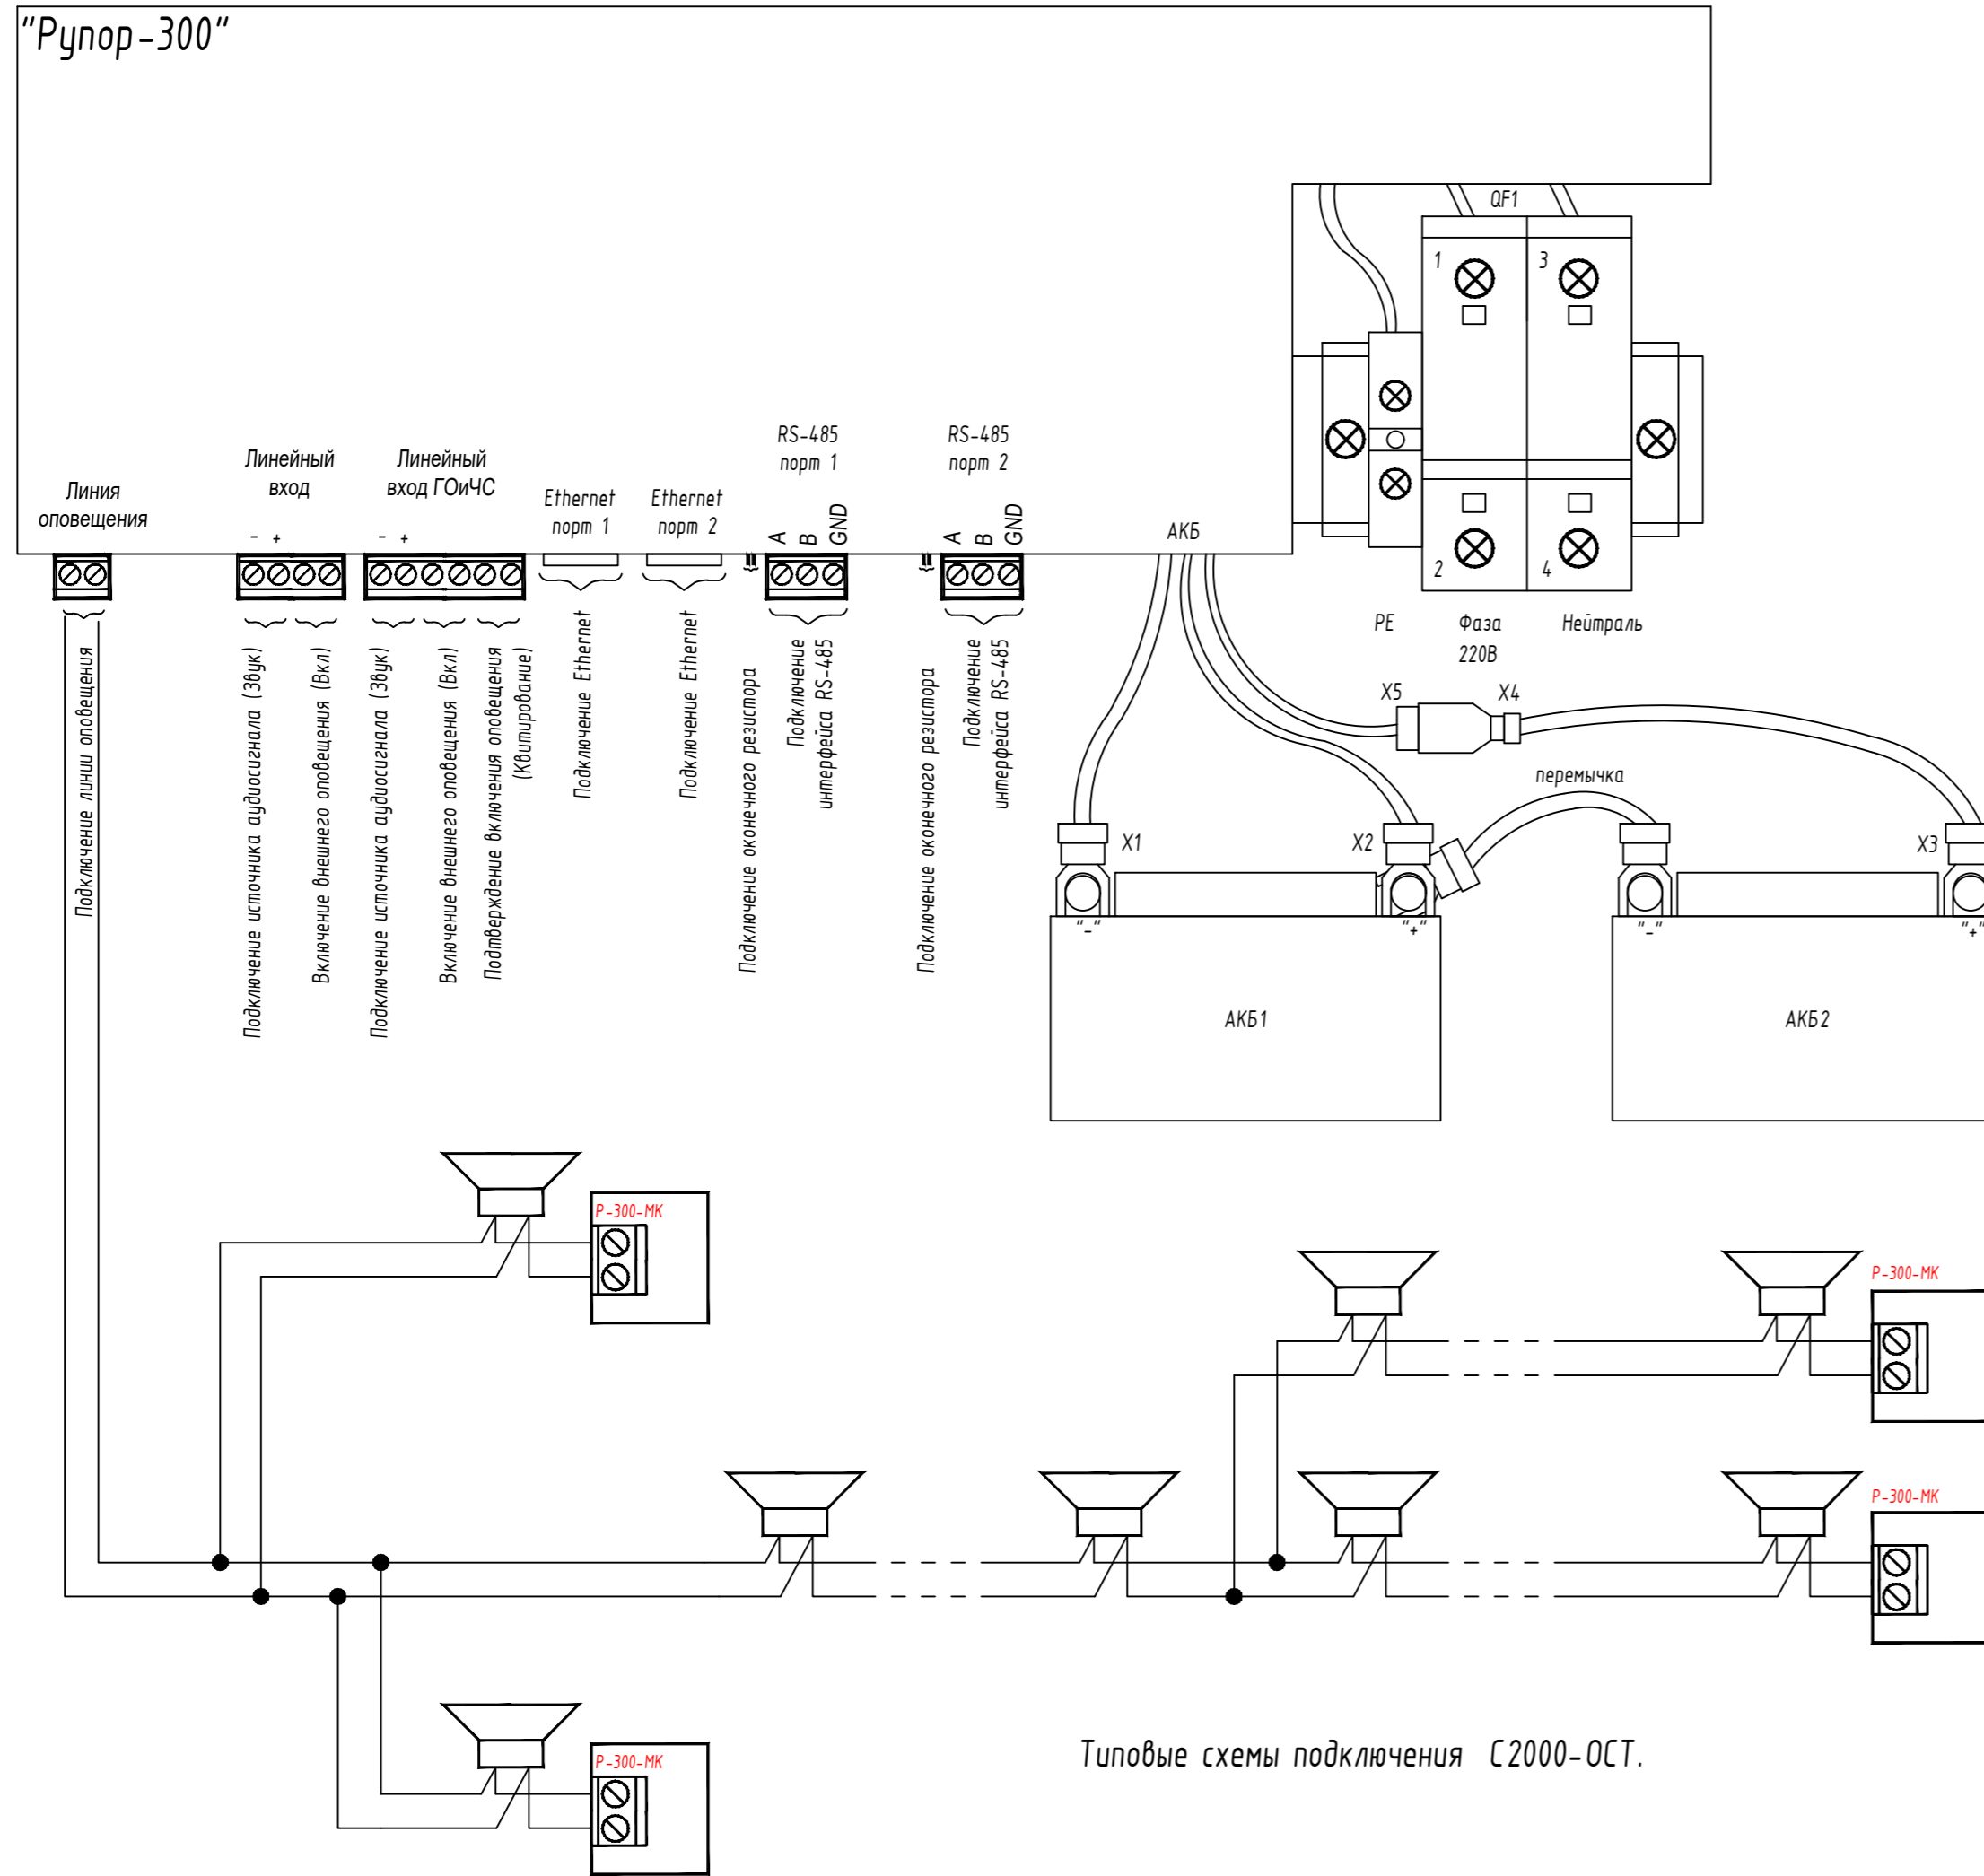 "Рупор-300"
QF1
1
3
RS-485
порт 1
RS-485
порт 2
Линейный
вход
Линейный
вход ГОиЧС
Линия
оповещения
Ethernet
порт 1
Ethernet
порт 2
- +
- +
A
B
GND
A
B
GND
АКБ
2
4
PE
Фаза
220В
Нейтраль
Подключение линии оповещения
Подключение источника аудиосигнала (Звук)
Включение внешнего оповещения (Вкл)
Подключение источника аудиосигнала (Звук)
Включение внешнего оповещения (Вкл)
Подтверждение включения оповещения
(Квитирование)
Подключение Ethernet
Подключение Ethernet
Подключение оконечного резистора
Подключение
интерфейса RS-485
Подключение оконечного резистора
Подключение
интерфейса RS-485
X5
X4
перемычка
X1
X2
X3
"-"
"+"
"-"
"+"
АКБ1
АКБ2
Р-300-МК
Р-300-МК
Р-300-МК
Р-300-МК
Типовые схемы подключения С2000-ОСТ.